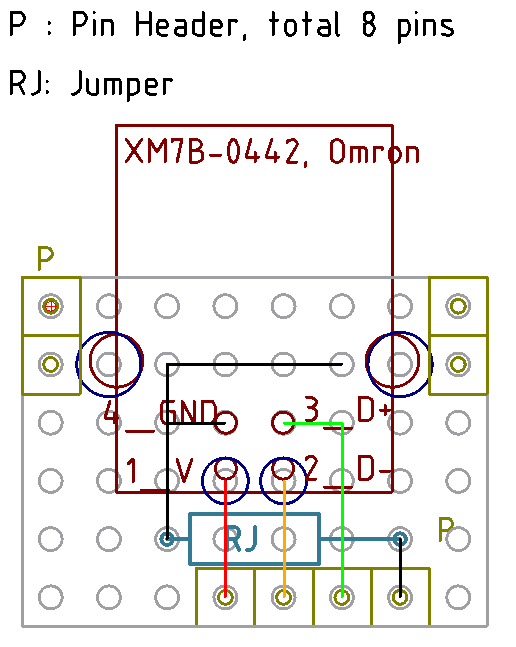 P : Pin Header, total 8 pins
RJ: Jumper
XM7B-0442, Omron
P
4_GND 3_D+
1_V 2_D-
RJ P